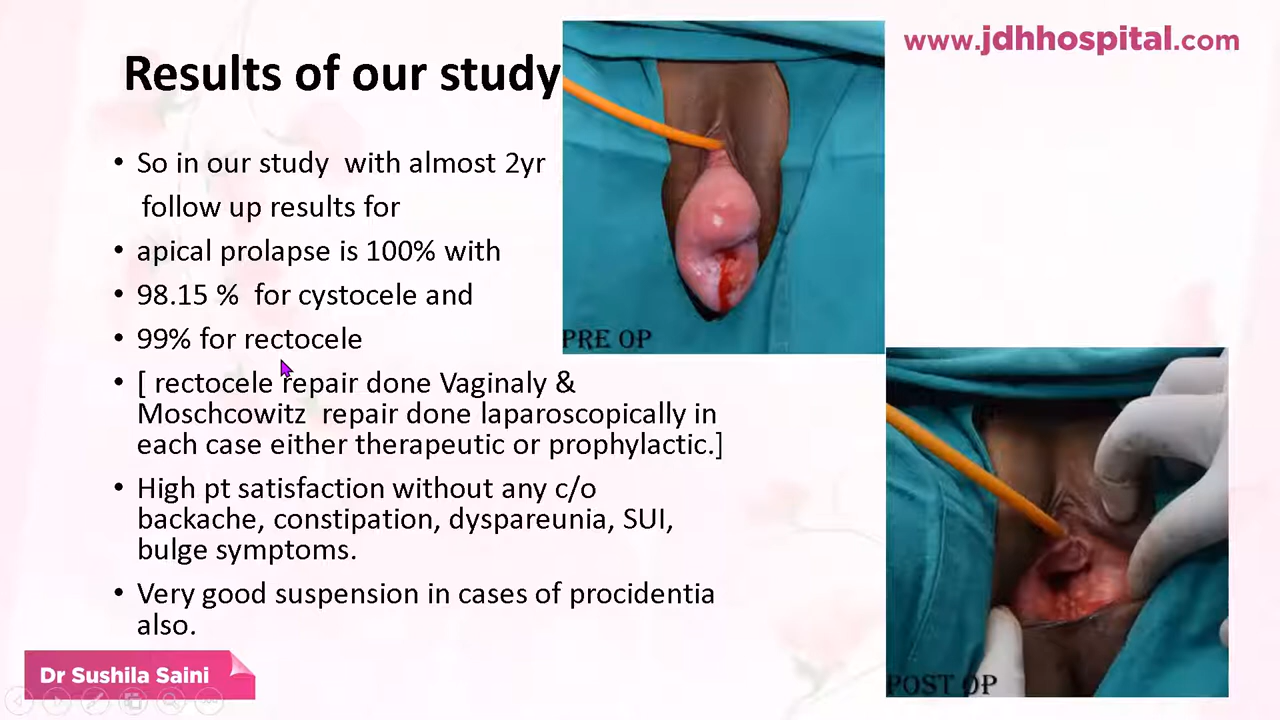 www.jdhhospital.com
Results of our study
• So in our study with almost 2yr
follow up results for
• apical prolapse is 100% with
• 98.15 % for cystocele and
• 99% for rectocele
• [ rectocele repair done Vaginaly &
Moschcowitz repair done laparoscopically in
each case either therapeutic or prophylactic.]
• High pt satisfaction without any c/o
backache, constipation, dyspareunia, SUI,
bulge symptoms.
• Very good suspension in cases of procidentia
also.
PRE OP
POST OP
Dr Sushila Saini